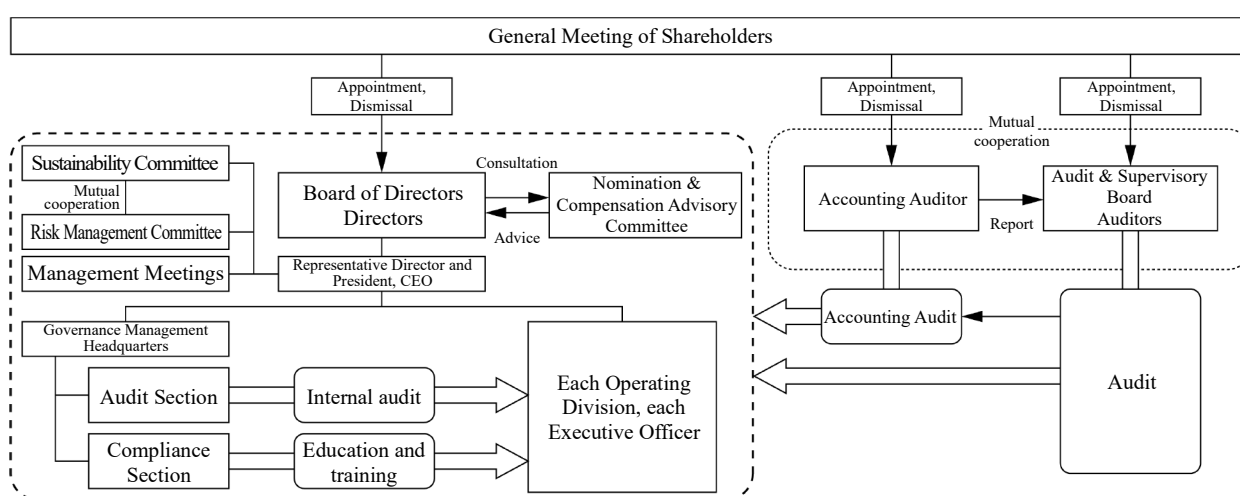 General Meeting of Shareholders
Appointment,
Dismissal
Appointment,
Dismissal
Appointment,
Dismissal
Mutual
cooperation
Sustainability Committee
Mutual
cooperation
Risk Management Committee
Management Meetings
Board of Directors
Directors
Consultation
Advice
Nomination &
Compensation Advisory
Committee
Representative Director and
President, CEO
Accounting Auditor
Report
Audit & Supervisory
Board
Auditors
Governance Management
Headquarters
Audit Section
Internal audit
Compliance
Section
Education and
training
Each Operating
Division, each
Executive Officer
Accounting Audit
Audit